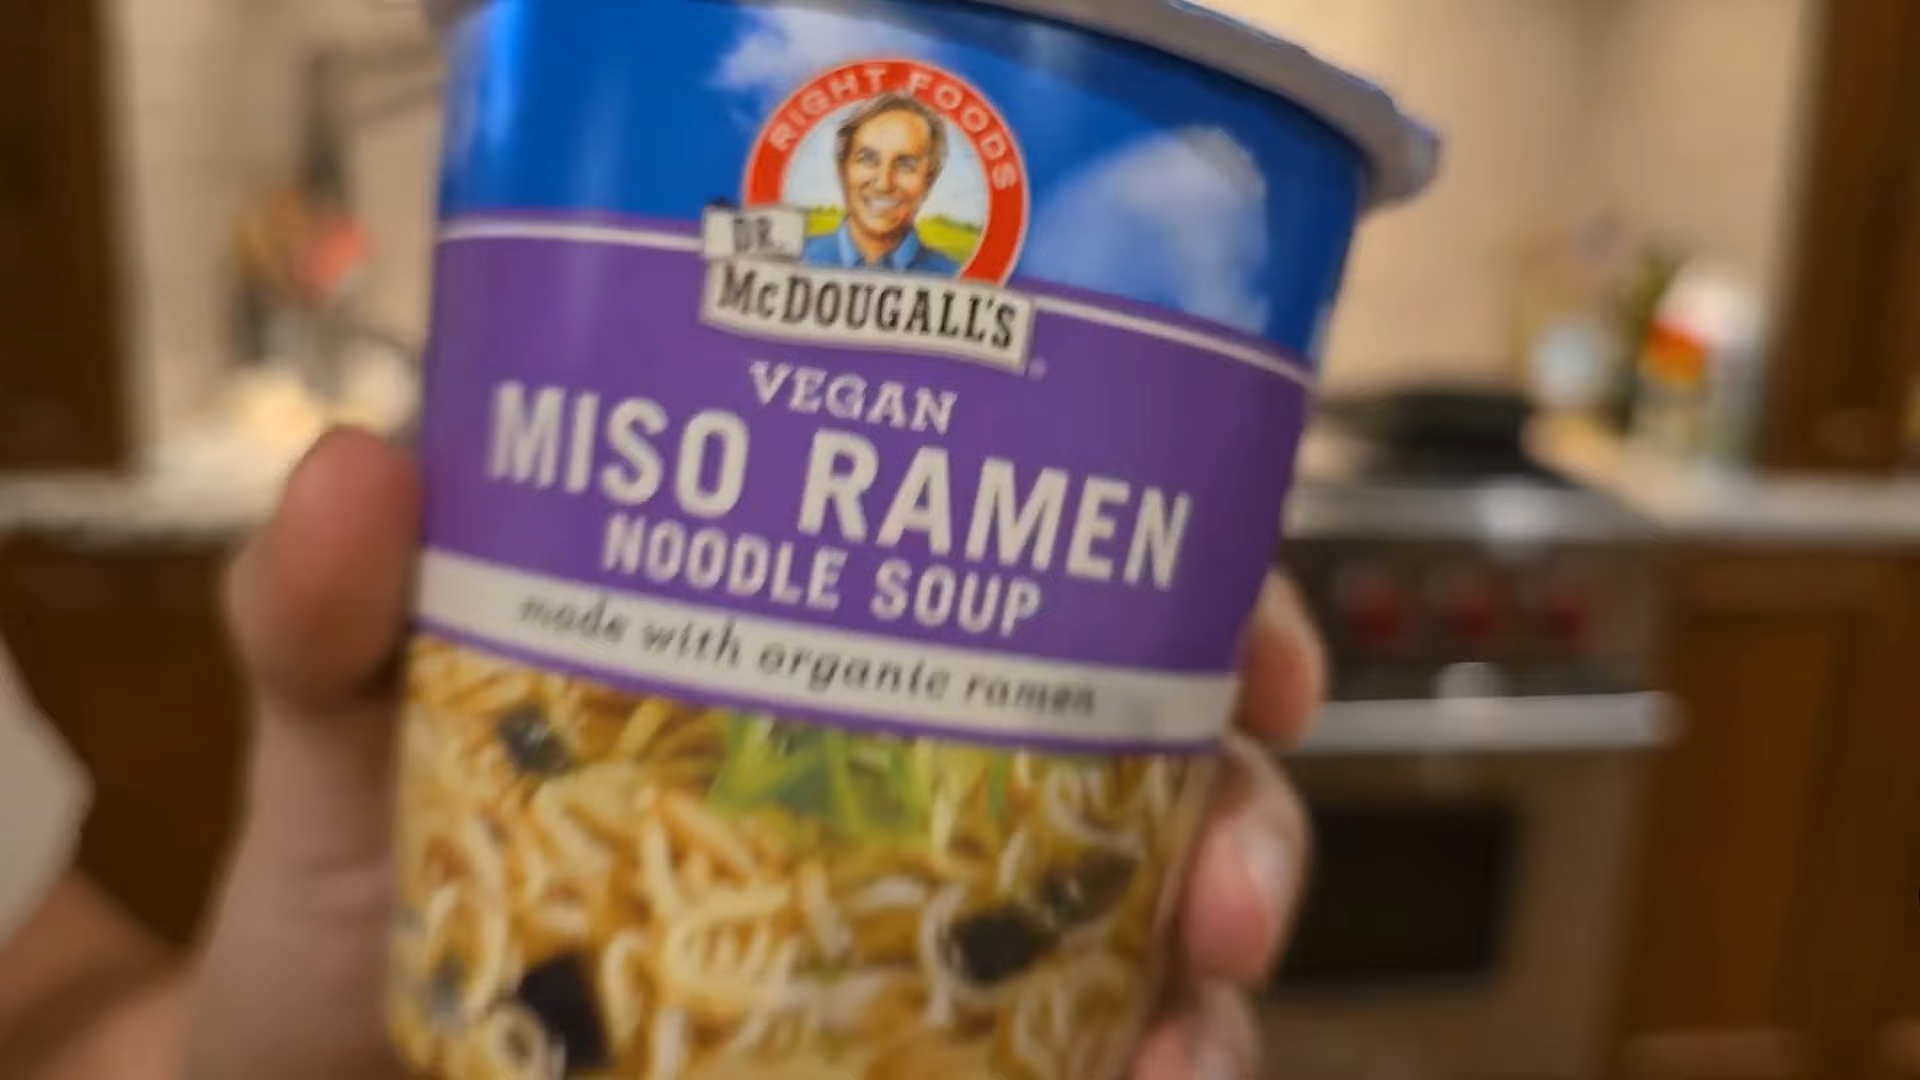 RIGHT FOODS
DR.
McDOUGALL'S
VEGAN
MISO RAMEN
NOODLE SOUP
made with organic ramen